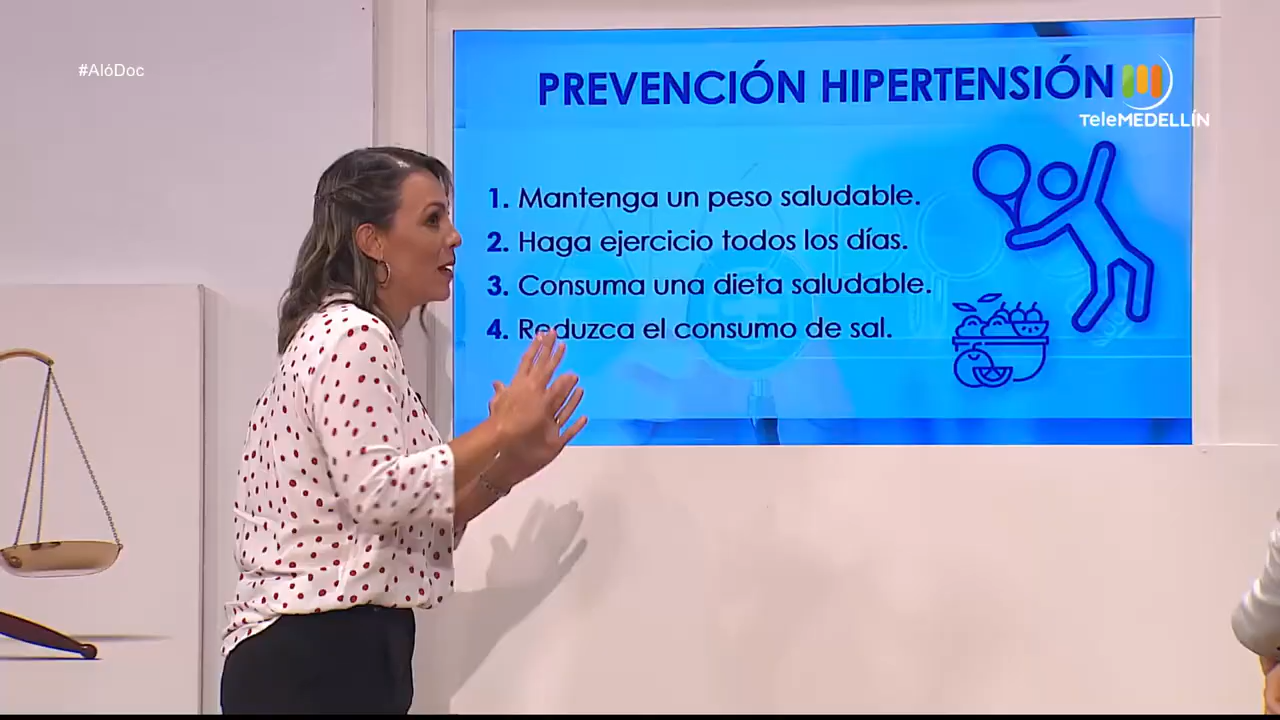 #AlóDoc
PREVENCIÓN HIPERTENSIÓN
TeleMEDELLÍN
1. Mantenga un peso saludable.
2. Haga ejercicio todos los días.
3. Consuma una dieta saludable.
4. Reduzca el consumo de sal.